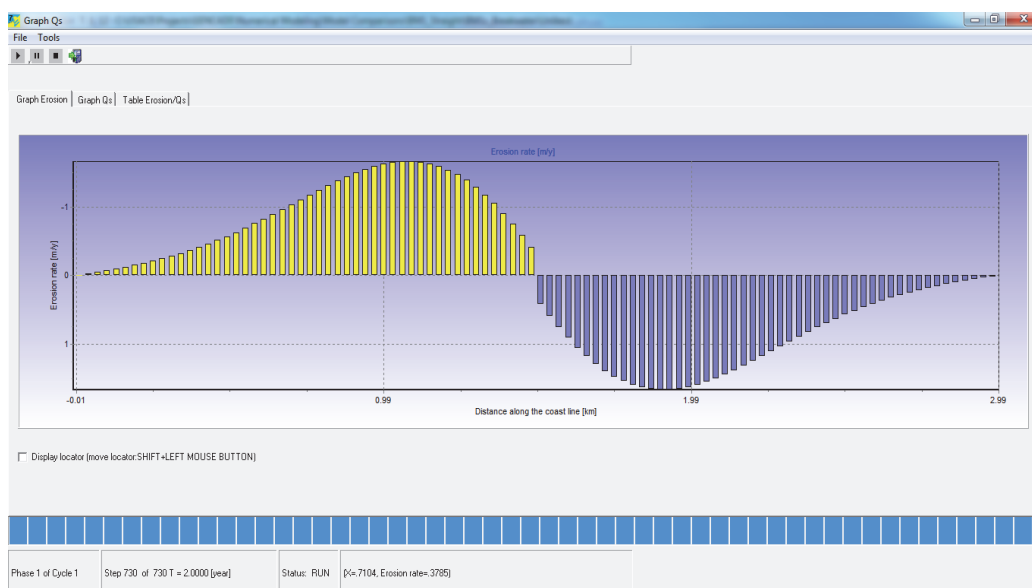 Graph Qs
File Tools
Graph Erosion Graph Qs Table Erosion/Qs
Erosion rate [m/y]
Erosion rate [m/y]
-1
0
1
-0.01 0.99 1.99 2.99
Distance along the coast line [km]
Display locator (move locator:SHIFT+LEFT MOUSE BUTTON)
Phase 1 of Cycle 1 Step 730 of 730 T = 2.0000 [year] Status: RUN (X=.7104, Erosion rate=.3785)